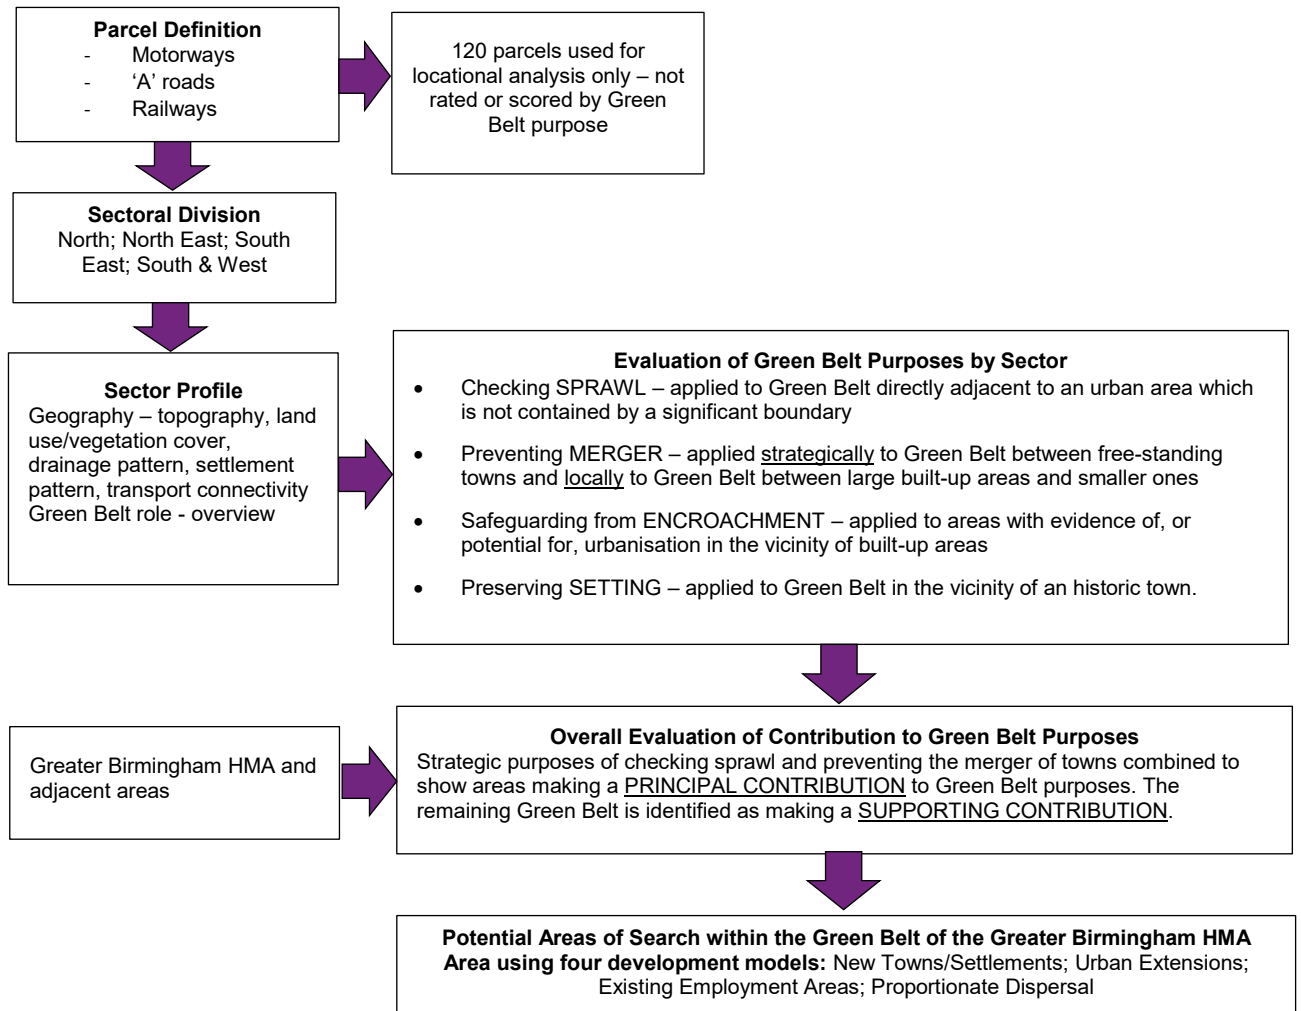 Parcel Definition
- Motorways
- ‘A’ roads
- Railways
120 parcels used for
locational analysis only – not
rated or scored by Green
Belt purpose
Sectoral Division
North; North East; South
East; South & West
Sector Profile
Geography – topography, land
use/vegetation cover,
drainage pattern, settlement
pattern, transport connectivity
Green Belt role - overview
Evaluation of Green Belt Purposes by Sector
• Checking SPRAWL – applied to Green Belt directly adjacent to an urban area which
is not contained by a significant boundary
• Preventing MERGER – applied strategically to Green Belt between free-standing
towns and locally to Green Belt between large built-up areas and smaller ones
• Safeguarding from ENCROACHMENT – applied to areas with evidence of, or
potential for, urbanisation in the vicinity of built-up areas
• Preserving SETTING – applied to Green Belt in the vicinity of an historic town.
Greater Birmingham HMA and
adjacent areas
Overall Evaluation of Contribution to Green Belt Purposes
Strategic purposes of checking sprawl and preventing the merger of towns combined to
show areas making a PRINCIPAL CONTRIBUTION to Green Belt purposes. The
remaining Green Belt is identified as making a SUPPORTING CONTRIBUTION.
Potential Areas of Search within the Green Belt of the Greater Birmingham HMA
Area using four development models: New Towns/Settlements; Urban Extensions;
Existing Employment Areas; Proportionate Dispersal